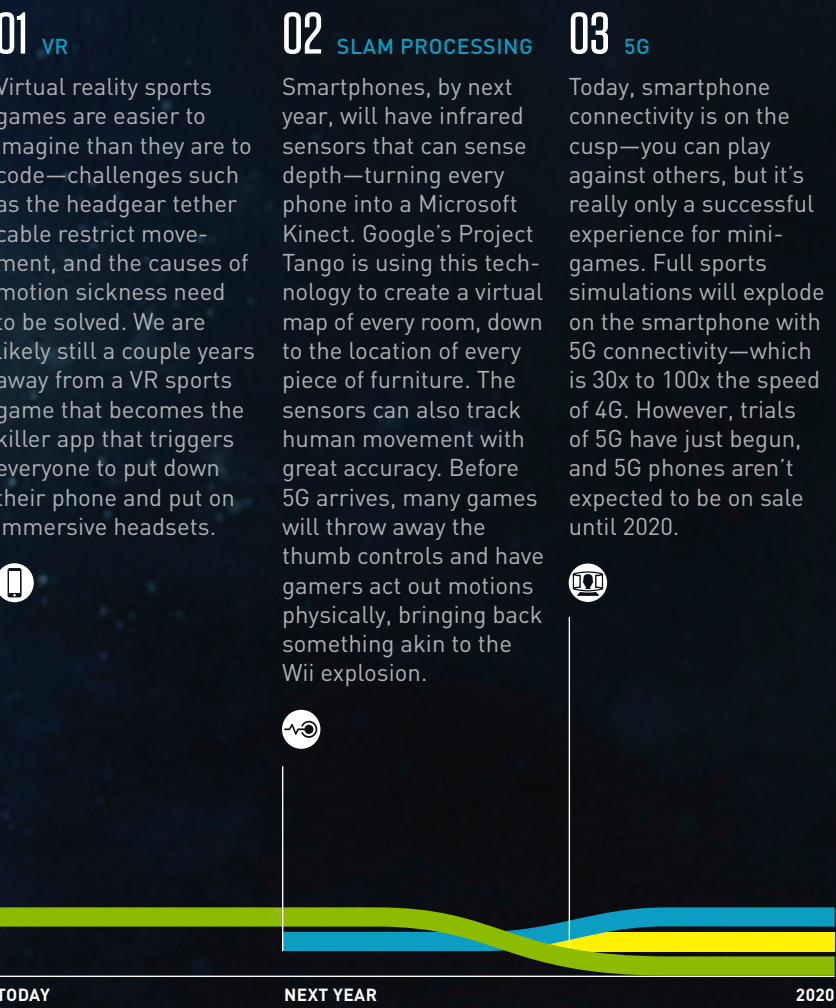 01 VR
Virtual reality sports
games are easier to
imagine than they are to
code—challenges such
as the headgear tether
cable restrict move-
ment, and the causes of
motion sickness need
to be solved. We are
likely still a couple years
away from a VR sports
game that becomes the
killer app that triggers
everyone to put down
their phone and put on
immersive headsets.
02 SLAM PROCESSING
Smartphones, by next
year, will have infrared
sensors that can sense
depth—turning every
phone into a Microsoft
Kinect. Google’s Project
Tango is using this tech-
nology to create a virtual
map of every room, down
to the location of every
piece of furniture. The
sensors can also track
human movement with
great accuracy. Before
5G arrives, many games
will throw away the
thumb controls and have
gamers act out motions
physically, bringing back
something akin to the
Wii explosion.
03 5G
Today, smartphone
connectivity is on the
cusp—you can play
against others, but it’s
really only a successful
experience for mini-
games. Full sports
simulations will explode
on the smartphone with
5G connectivity—which
is 30x to 100x the speed
of 4G. However, trials
of 5G have just begun,
and 5G phones aren’t
expected to be on sale
until 2020.
TODAY
NEXT YEAR
2020